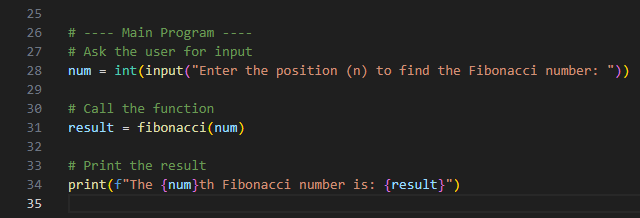 25
26 # ---- Main Program ----
27 # Ask the user for input
28 num = int(input("Enter the position (n) to find the Fibonacci number: "))
29
30 # Call the function
31 result = fibonacci(num)
32
33 # Print the result
34 print(f"The {num}th Fibonacci number is: {result}")
35